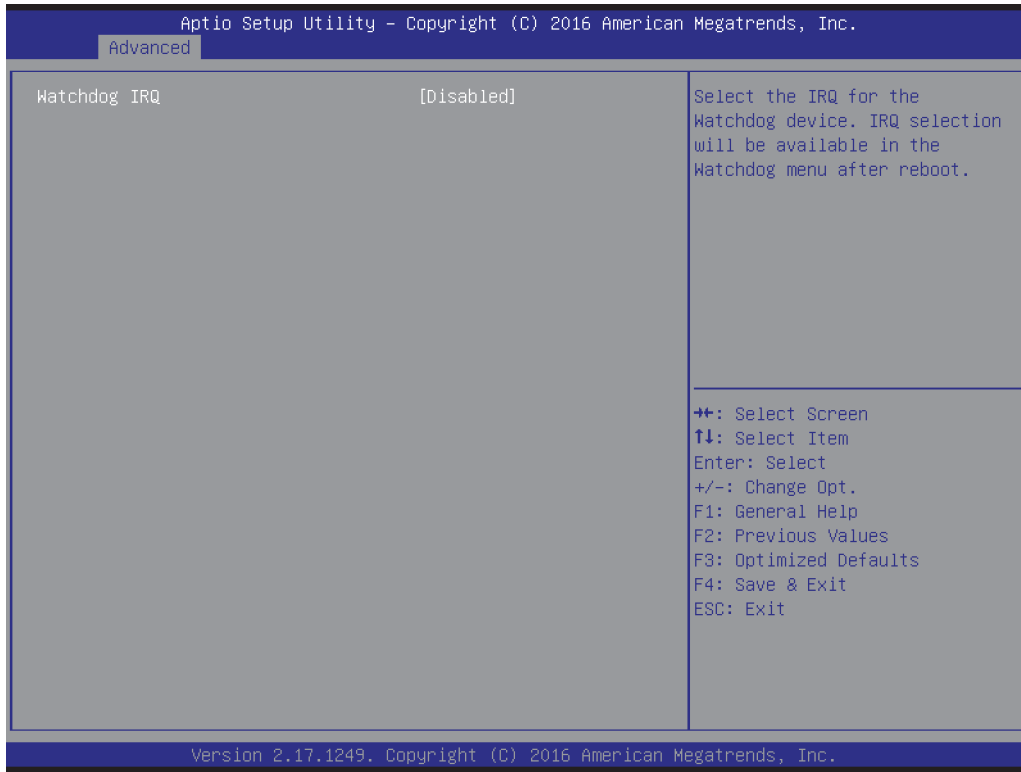 Aptio Setup Utility – Copyright (C) 2016 American Megatrends, Inc.
Advanced
Watchdog IRQ [Disabled]
Select the IRQ for the
Watchdog device. IRQ selection
will be available in the
Watchdog menu after reboot.
→←: Select Screen
↑↓: Select Item
Enter: Select
+/-: Change Opt.
F1: General Help
F2: Previous Values
F3: Optimized Defaults
F4: Save & Exit
ESC: Exit
Version 2.17.1249. Copyright (C) 2016 American Megatrends, Inc.